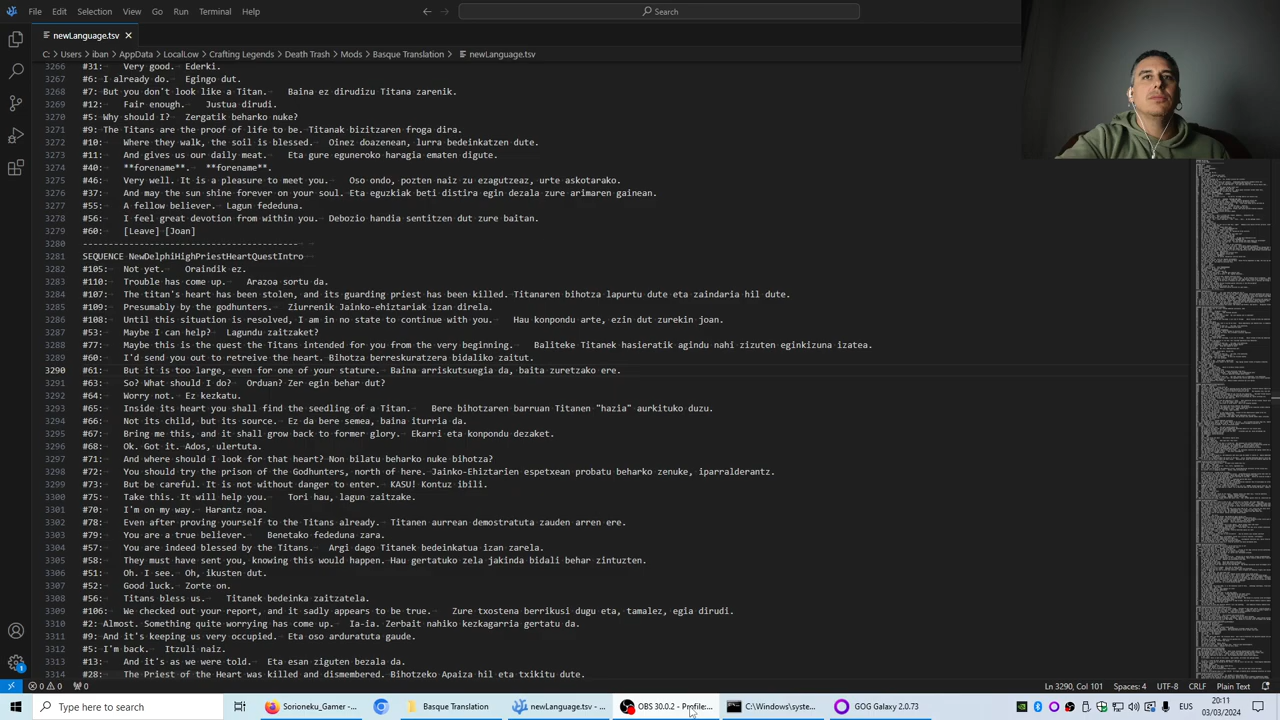 File Edit Selection View Go Run Terminal Help
Search
newLanguage.tsv
C: > Users > iban > AppData > LocalLow > Crafting Legends > Death Trash > Mods > Basque Translation > newLanguage.tsv
3266 #31: Very good. Ederki.
3267 #6: I already do. Egingo dut.
3268 #7: But you don't look like a Titan. Baina ez dirudizu Titana zarenik.
3269 #12: Fair enough. Justua dirudi.
3270 #5: Why should I? Zergatik beharko nuke?
3271 #9: The Titans are the proof of life to be. Titanak bizitzaren froga dira.
3272 #10: Where they walk, the soil is blessed. Oinez doazenean, lurra bedeinkatzen dute.
3273 #11: And gives us our daily meat. Eta gure eguneroko haragia ematen digute.
3274 #40: **forename**. **forename**.
3275 #46: Very well. It is a pleasure to meet you. Oso ondo, pozten naiz zu ezagutzeaz, urte askotarako.
3276 #37: And may the sun shine forever on your soul. Eta eguzkiak beti distira egin dezala zure arimaren gainean.
3277 #55: A fellow believer. Lagun fededuna.
3278 #56: I feel great devotion from within you. Debozio handia sentitzen dut zure baitan.
3279 #60: [Leave] [Joan]
3280 ---------------------------------------
3281 SEQUENCE NewDelphiHighPriestHeartQuestIntro
3282 #105: Not yet. Oraindik ez.
3283 #110: Trouble has come up. Arazoa sortu da.
3284 #107: The titan's heart has been stolen, and its guarding priest has been killed. Titanaren bihotza lapurtu dute eta zaindaria hil dute.
3285 #109: Presumably by the godhunters. Ziurrenik Jainko-ehiztariak izan direla.
3286 #108: Until this situation is resolved, I am in no state to continue with you. Hau konpondu arte, ezin dut zurekin joan.
3287 #53: Maybe I can help? Lagundu zaitzaket?
3288 #77: Maybe this is the quest the Titans intended for you from the very beginning. Titanek hasieratik agindu nahi zizuten eginkizuna izatea.
3289 #60: I'd send you out to retreive the heart. Bihotza berreskuratzera bidaliko zaitut.
3290 #61: But it is too large, even for one of your strength. Baina arriskutsuegia da, baita zuretzako ere.
3291 #63: So? What should I do? Orduan? Zer egin behar dut?
3292 #64: Worry not. Ez kezkatu.
3293 #65: Inside its heart you shall find the seedling of a Titan. Bere bihotzaren barruan Titanen "hazia" aurkituko duzu.
3294 #66: Not its child, but its source. Ez da bere semea, baina iturria da.
3295 #67: Bring me this, and it shall grow back to former glory. Ekarri eta konpondu daiteke.
3296 #68: Ok. Got it. Ados, ulertuta.
3297 #71: And where should I look for that heart? Non bilatu beharko nuke bihotza?
3298 #72: You should try the prison of the Godhunters, north of here. Jainko-Ehiztarien espetxean probatu beharko zenuke, iparralderantz.
3299 #73: But be careful. It is not without danger to enter. KASU! Kontuz ibili.
3300 #75: Take this. It will help you. Tori hau, lagun zaitzake.
3301 #70: I'm on my way. Harantz noa.
3302 #78: Even after proving yourself to the Titans already. Titanen aurrean demostratuta zauden arren ere.
3303 #79: You are a true believer. Benetako fededuna zara.
3304 #57: You are indeed blessed by the Titans. Argi dago Titanek bedeinkatua izan zarela.
3305 #58: They must have sent you, knowing this would happen. Hau gertatuko zela jakinda bidali behar zintuzten.
3306 #51: Oh. I see. Oh, ikusten dut.
3307 #52: Good luck. Zorte on.
3308 #56: Titans bless us. Titanek bedeinka zaitzatela.
3309 #106: We checked out your report, and it sadly appears to be true. Zure txostena berrikusi dugu eta, tamalez, egia dirudi.
3310 #2: Almost. Something quite worrying has come up. Ia-ia. Zerbait nahiko kezkagarria gertatu da.
3311 #9: And it's keeping us very occupied. Eta oso arduratuta gaude.
3312 #5: I'm back. Itzuli naiz.
3313 #13: And it's as we were told. Eta esan ziguten bezala da.
3314 #28: The Priest of the Heart was killed and the Heart stolen. Bihotzeko Apaiza hil eta bihotza lapurtu dute.
0 0 0 Ln 3290, Col 101 Spaces: 4 UTF-8 CRLF Plain Text
Type here to search
Sorioneku_Gamer -...
Basque Translation
newLanguage.tsv - ...
OBS 30.0.2 - Profile:...
C:\Windows\syste...
GOG Galaxy 2.0.73
EUS
20:11
03/03/2024